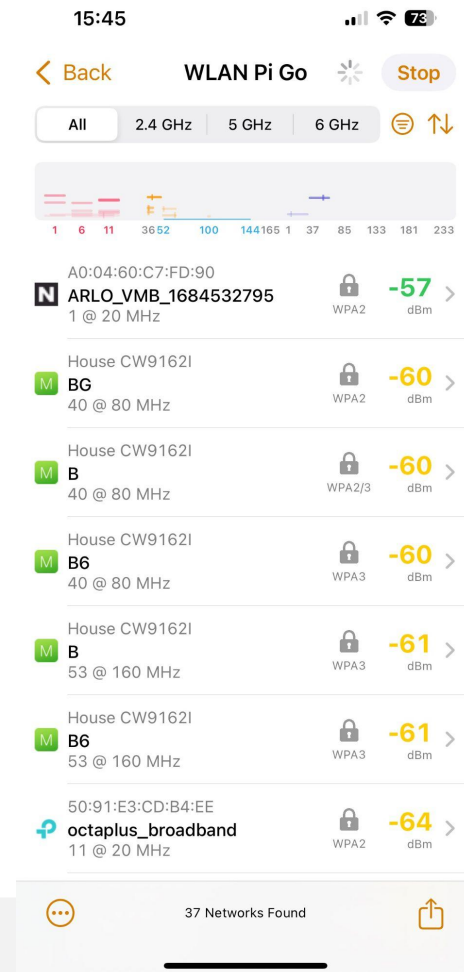 15:45
73
Back
WLAN Pi Go
Stop
All
2.4 GHz
5 GHz
6 GHz
1 6 11 36 52 100 144 165 1 37 85 133 181 233
A0:04:60:C7:FD:90
N ARLO_VMB_1684532795
1 @ 20 MHz
WPA2
-57
dBm
House CW9162I
M BG
40 @ 80 MHz
WPA2
-60
dBm
House CW9162I
M B
40 @ 80 MHz
WPA2/3
-60
dBm
House CW9162I
M B6
40 @ 80 MHz
WPA3
-60
dBm
House CW9162I
M B
53 @ 160 MHz
WPA3
-61
dBm
House CW9162I
M B6
53 @ 160 MHz
WPA3
-61
dBm
50:91:E3:CD:B4:EE
octaplus_broadband
11 @ 20 MHz
WPA2
-64
dBm
37 Networks Found